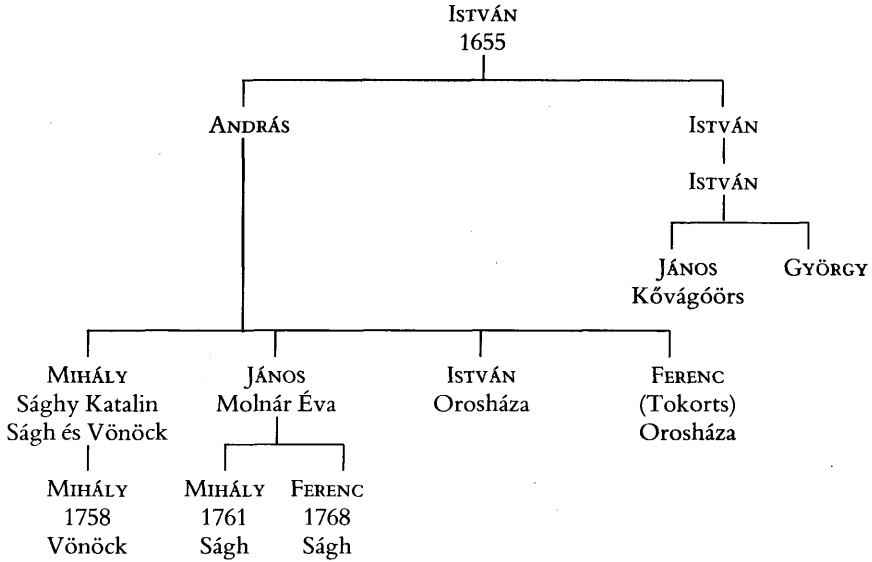 ISTVÁN
1655
ANDRÁS
ISTVÁN
ISTVÁN
JÁNOS
Kővágóörs
GYÖRGY
MIHÁLY
Sághy Katalin
Ságh és Vönöck
JÁNOS
Molnár Éva
ISTVÁN
Orosháza
FERENC
(Tokorts)
Orosháza
MIHÁLY
1758
Vönöck
MIHÁLY
1761
Ságh
FERENC
1768
Ságh